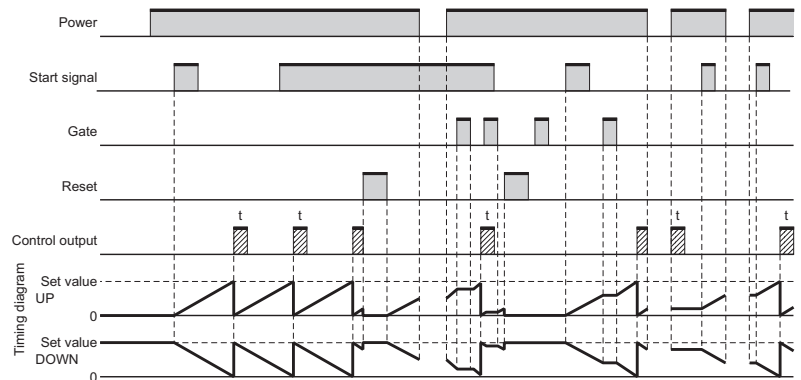 Power
Start signal
Gate
Reset
t t t t t
Control output
Timing diagram
Set value
UP
0
Set value
DOWN
0